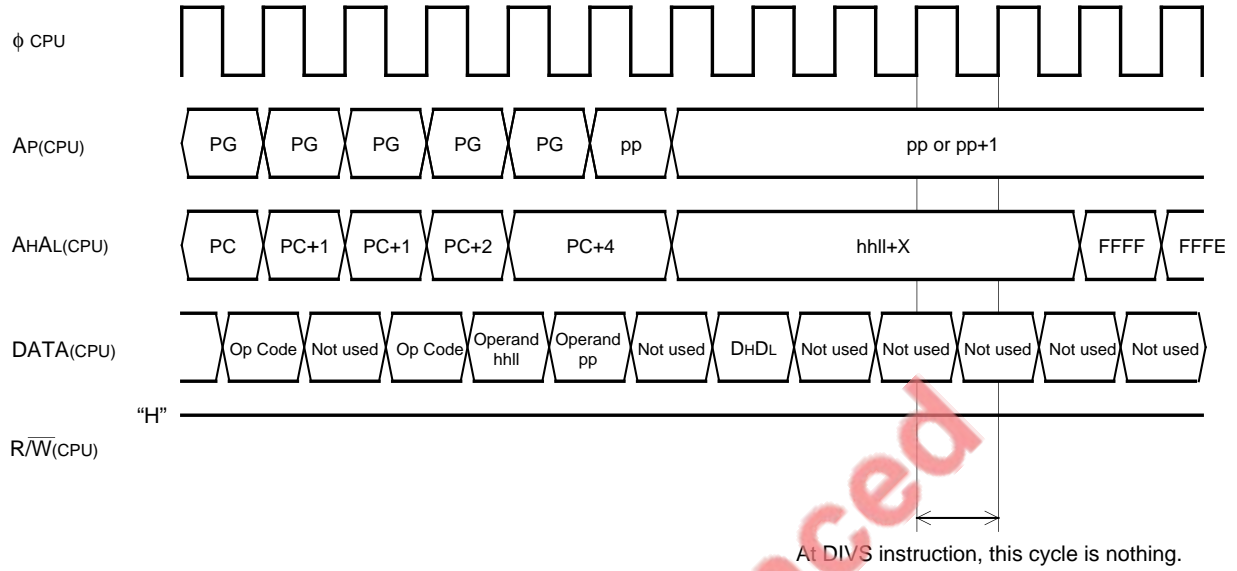 ϕ CPU
AP(CPU) PG PG PG PG PG pp pp or pp+1
AHAL(CPU) PC PC+1 PC+1 PC+2 PC+4 hhll+X FFFF FFFE
DATA(CPU) Op Code Not used Op Code Operand hhll Operand pp Not used DHDL Not used Not used Not used Not used Not used
“H”
R/W̅(CPU)
At DIVS instruction, this cycle is nothing.
nced